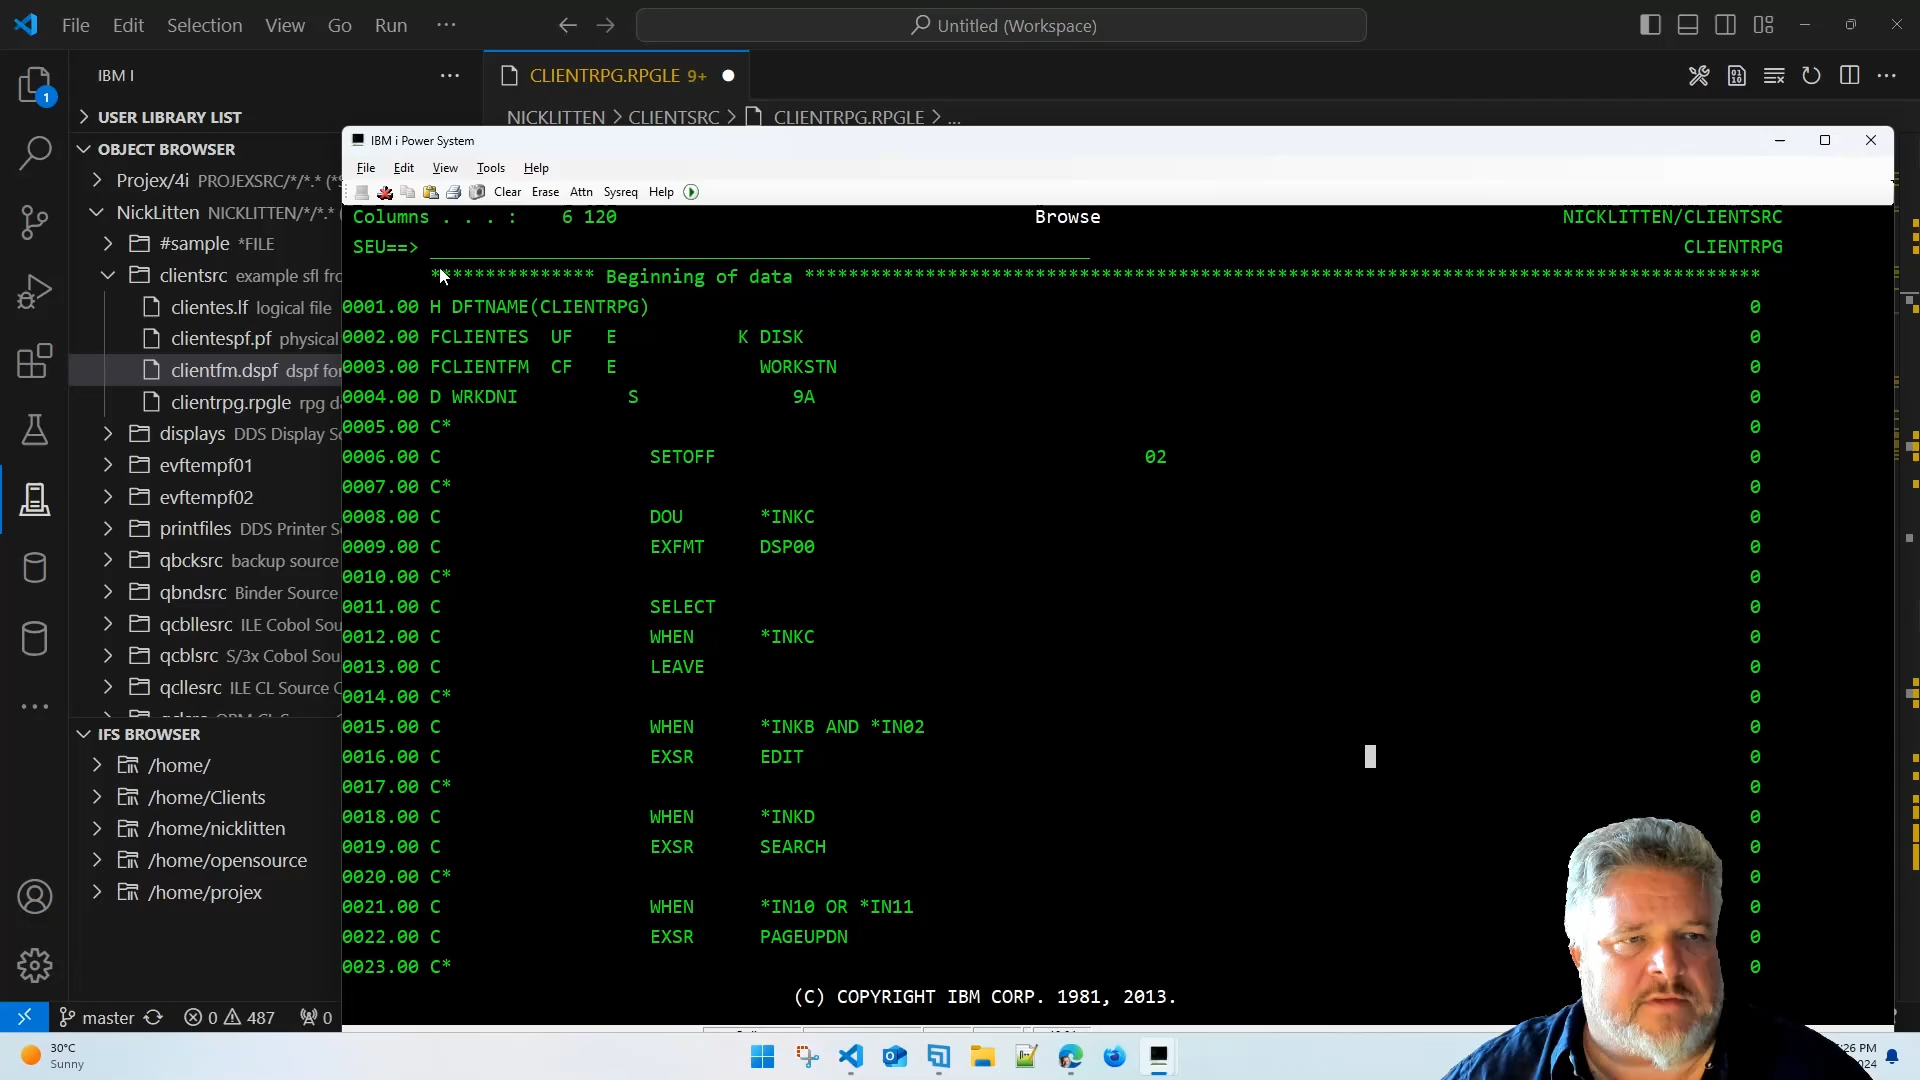 File Edit Selection View Go Run ··· Untitled (Workspace)
IBM I ···
1
CLIENTRPG.RPGLE 9+
USER LIBRARY LIST
NICKLITTEN > CLIENTSRC > CLIENTRPG.RPGLE > ...
OBJECT BROWSER
Projex/4i PROJEXSRC/*/*.* (*S
NickLitten NICKLITTEN/*/*.*
#sample *FILE
clientsrc example sfl fro
clientes.lf logical file
clientespf.pf physical
clientfm.dspf dspf for
clientrpg.rpgle rpg da
displays DDS Display So
evftempf01
evftempf02
printfiles DDS Printer S
qbcksrc backup source
qbndsrc Binder Source
qcbllesrc ILE Cobol Sou
qcblsrc S/3x Cobol Sou
qcllesrc ILE CL Source C
IFS BROWSER
/home/
/home/Clients
/home/nicklitten
/home/opensource
/home/projex
master 0 487 0
IBM i Power System
File Edit View Tools Help
Clear Erase Attn Sysreq Help
Columns . . . : 6 120 Browse NICKLITTEN/CLIENTSRC
SEU==> CLIENTRPG
*************** Beginning of data ***************************************************************************************
0001.00 H DFTNAME(CLIENTRPG) 0
0002.00 FCLIENTES UF E K DISK 0
0003.00 FCLIENTFM CF E WORKSTN 0
0004.00 D WRKDNI S 9A 0
0005.00 C* 0
0006.00 C SETOFF 02 0
0007.00 C* 0
0008.00 C DOU *INKC 0
0009.00 C EXFMT DSP00 0
0010.00 C* 0
0011.00 C SELECT 0
0012.00 C WHEN *INKC 0
0013.00 C LEAVE 0
0014.00 C* 0
0015.00 C WHEN *INKB AND *IN02 0
0016.00 C EXSR EDIT 0
0017.00 C* 0
0018.00 C WHEN *INKD 0
0019.00 C EXSR SEARCH 0
0020.00 C* 0
0021.00 C WHEN *IN10 OR *IN11 0
0022.00 C EXSR PAGEUPDN 0
0023.00 C* 0
(C) COPYRIGHT IBM CORP. 1981, 2013.
30°C
Sunny
:26 PM
2024